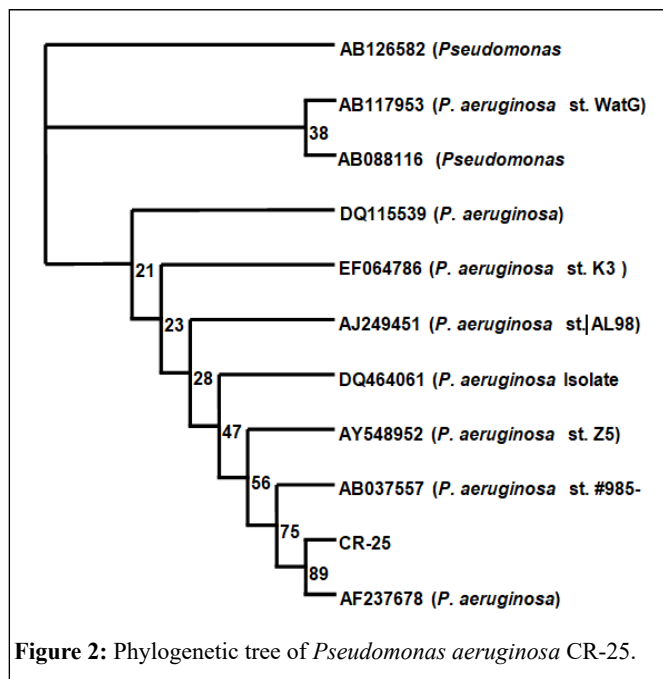 AB126582 (Pseudomonas
AB117953 (P. aeruginosa st. WatG)
38
AB088116 (Pseudomonas
DQ115539 (P. aeruginosa)
21
EF064786 (P. aeruginosa st. K3 )
23
AJ249451 (P. aeruginosa st.|AL98)
28
DQ464061 (P. aeruginosa Isolate
47
AY548952 (P. aeruginosa st. Z5)
56
AB037557 (P. aeruginosa st. #985-
75
CR-25
89
AF237678 (P. aeruginosa)
Figure 2: Phylogenetic tree of Pseudomonas aeruginosa CR-25.